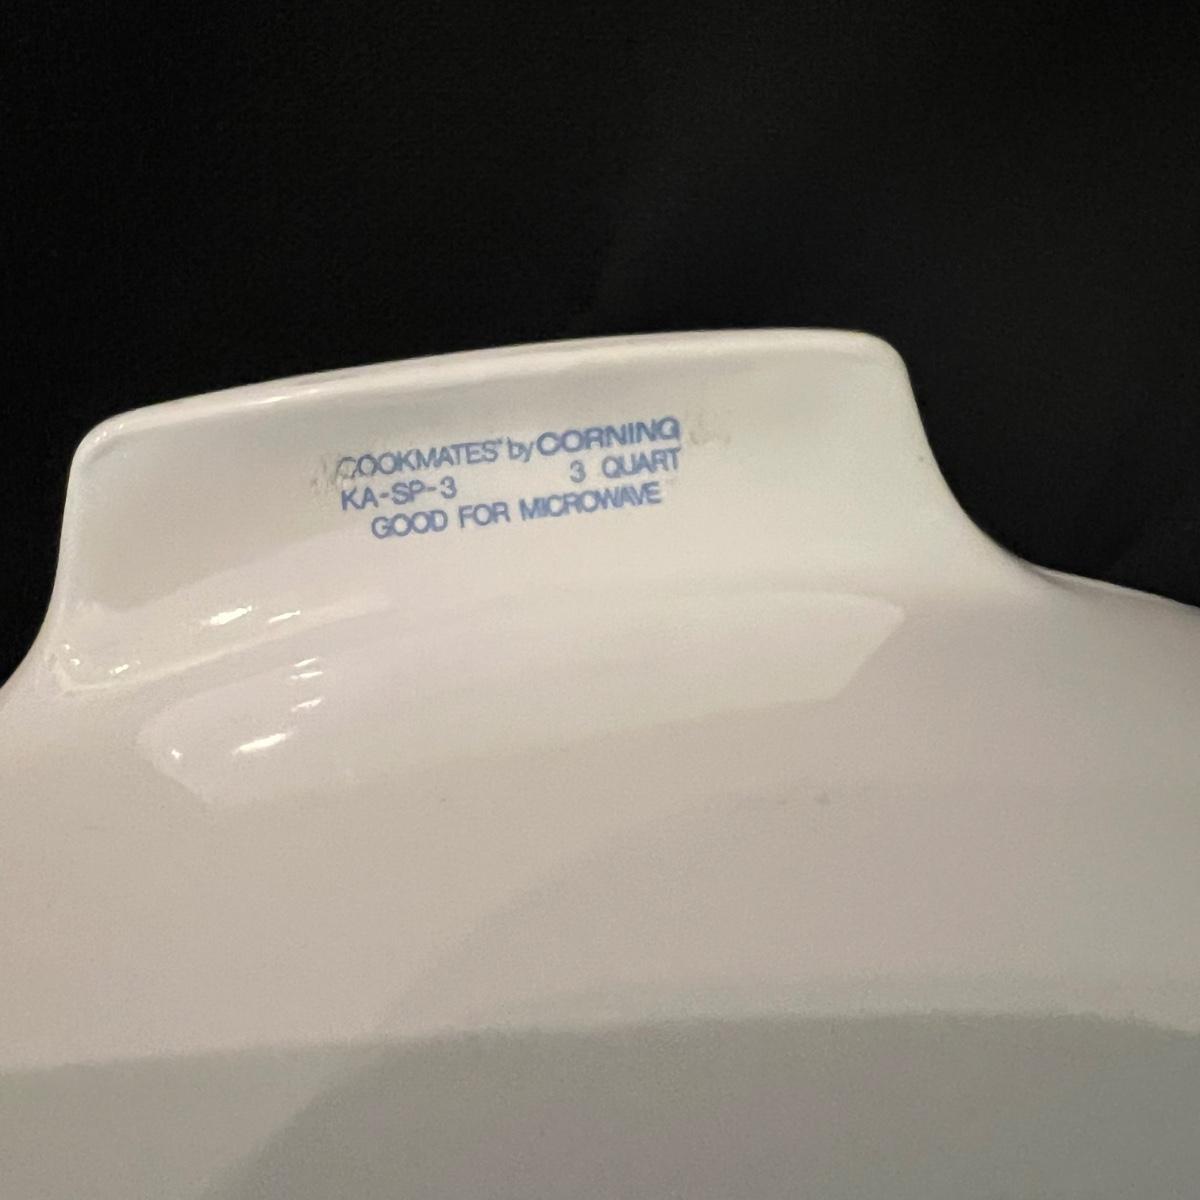 COOKMATES® by CORNING
KA-SP-3 3 QUART
GOOD FOR MICROWAVE